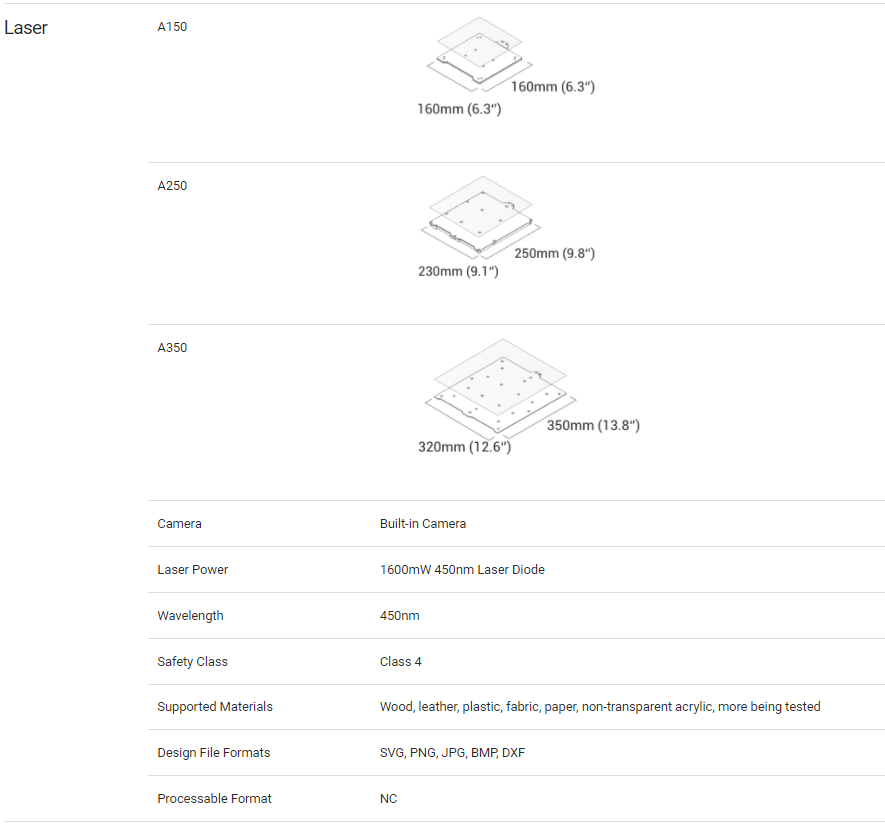 Laser
A150
160mm (6.3″)
160mm (6.3″)
A250
250mm (9.8″)
230mm (9.1″)
A350
350mm (13.8″)
320mm (12.6″)
Camera Built-in Camera
Laser Power 1600mW 450nm Laser Diode
Wavelength 450nm
Safety Class Class 4
Supported Materials Wood, leather, plastic, fabric, paper, non-transparent acrylic, more being tested
Design File Formats SVG, PNG, JPG, BMP, DXF
Processable Format NC